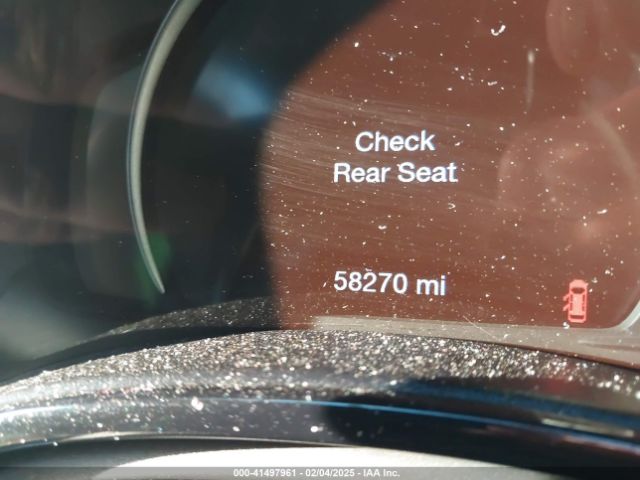 Check
Rear Seat
58270 mi
000-41497961 - 02/04/2025 - IAA Inc.